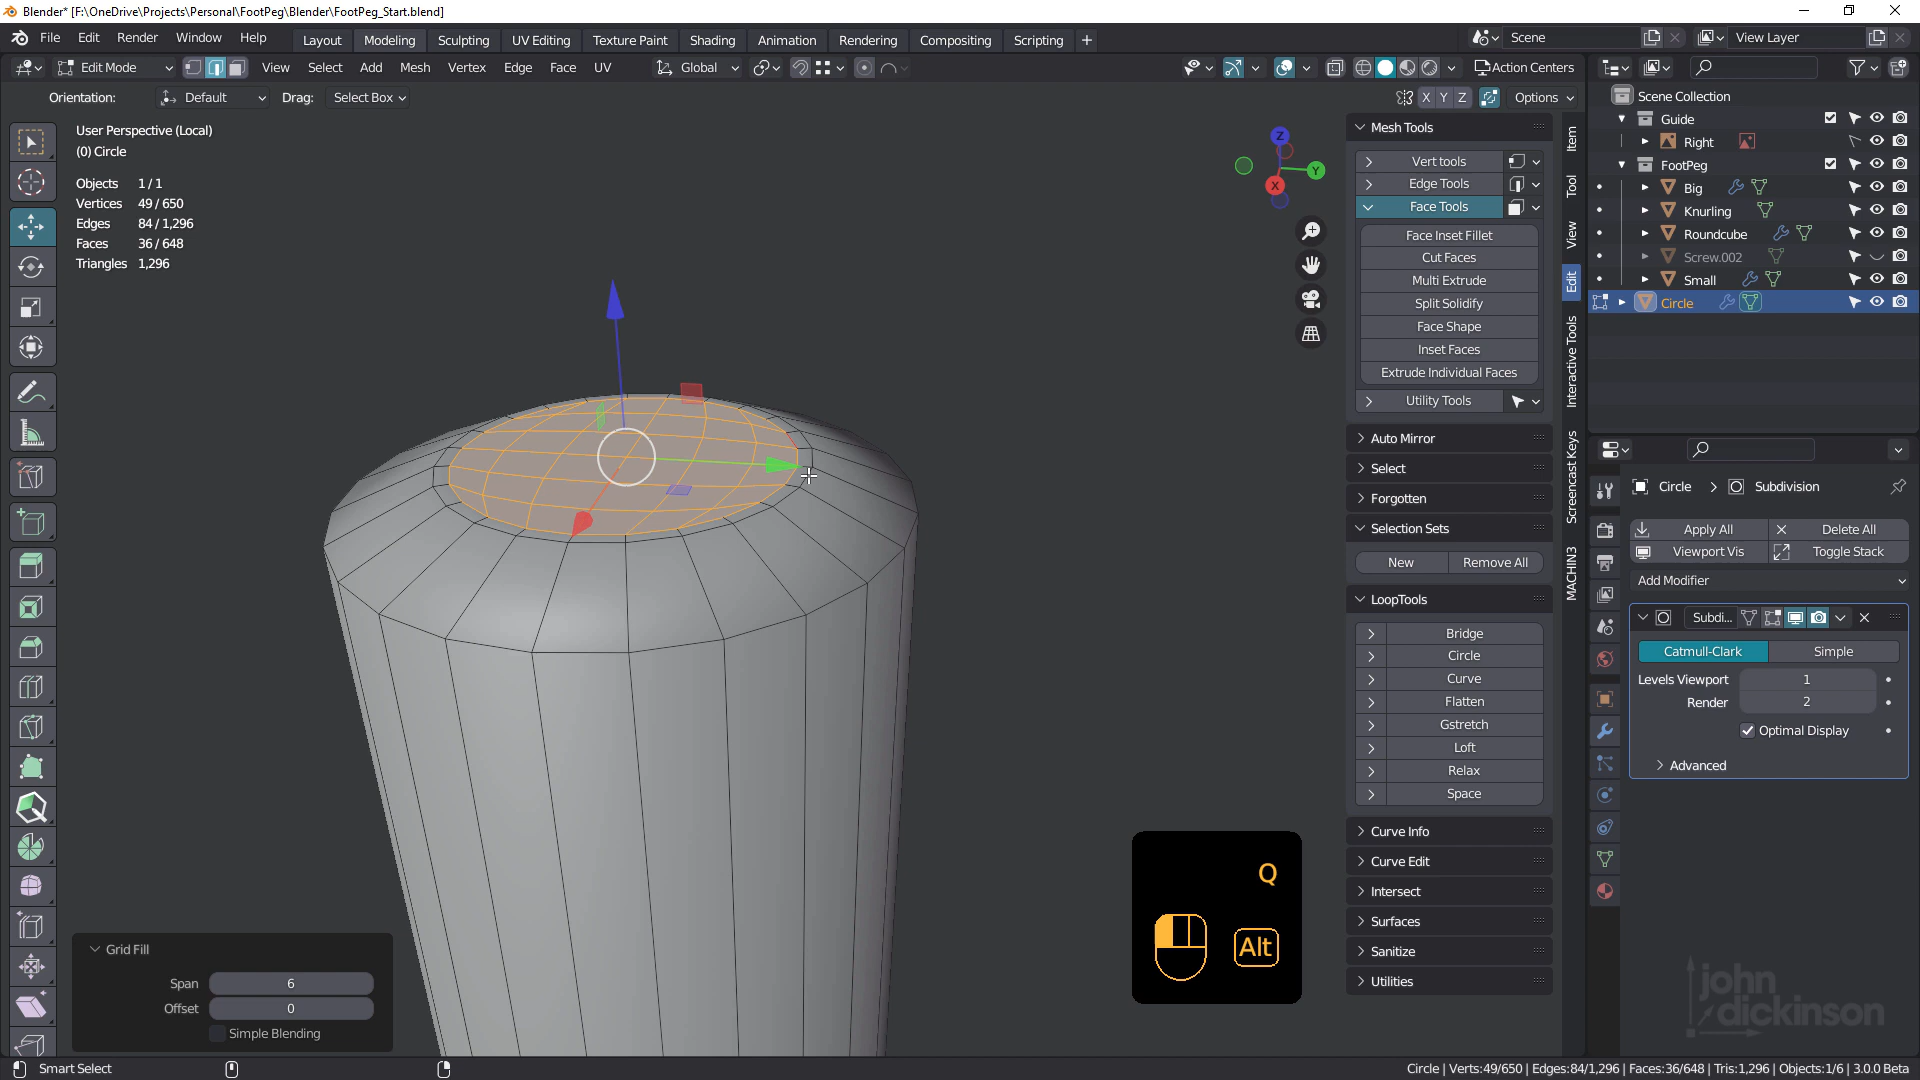 Blender* [F:\OneDrive\Projects\Personal\FootPeg\Blender\FootPeg_Start.blend]
File Edit Render Window Help Layout Modeling Sculpting UV Editing Texture Paint Shading Animation Rendering Compositing Scripting + Scene View Layer
Edit Mode View Select Add Mesh Vertex Edge Face UV Global Action Centers
Orientation: Default Drag: Select Box X Y Z Options
User Perspective (Local)
(0) Circle
Objects 1 / 1
Vertices 49 / 650
Edges 84 / 1,296
Faces 36 / 648
Triangles 1,296
Z
Y
X
Mesh Tools
Vert tools
Edge Tools
Face Tools
Face Inset Fillet
Cut Faces
Multi Extrude
Split Solidify
Face Shape
Inset Faces
Extrude Individual Faces
Utility Tools
Auto Mirror
Select
Forgotten
Selection Sets
New Remove All
LoopTools
Bridge
Circle
Curve
Flatten
Gstretch
Loft
Relax
Space
Curve Info
Curve Edit
Intersect
Surfaces
Sanitize
Utilities
Item
Tool
View
Edit
Interactive Tools
Screencast Keys
MACHIN3
Scene Collection
Guide
Right
FootPeg
Big
Knurling
Roundcube
Screw.002
Small
Circle
Circle > Subdivision
Apply All Delete All
Viewport Vis Toggle Stack
Add Modifier
Subdi...
Catmull-Clark Simple
Levels Viewport 1
Render 2
Optimal Display
Advanced
Q
Alt
Grid Fill
Span 6
Offset 0
Simple Blending
john
dickinson
Smart Select
Circle | Verts:49/650 | Edges:84/1,296 | Faces:36/648 | Tris:1,296 | Objects:1/6 | 3.0.0 Beta